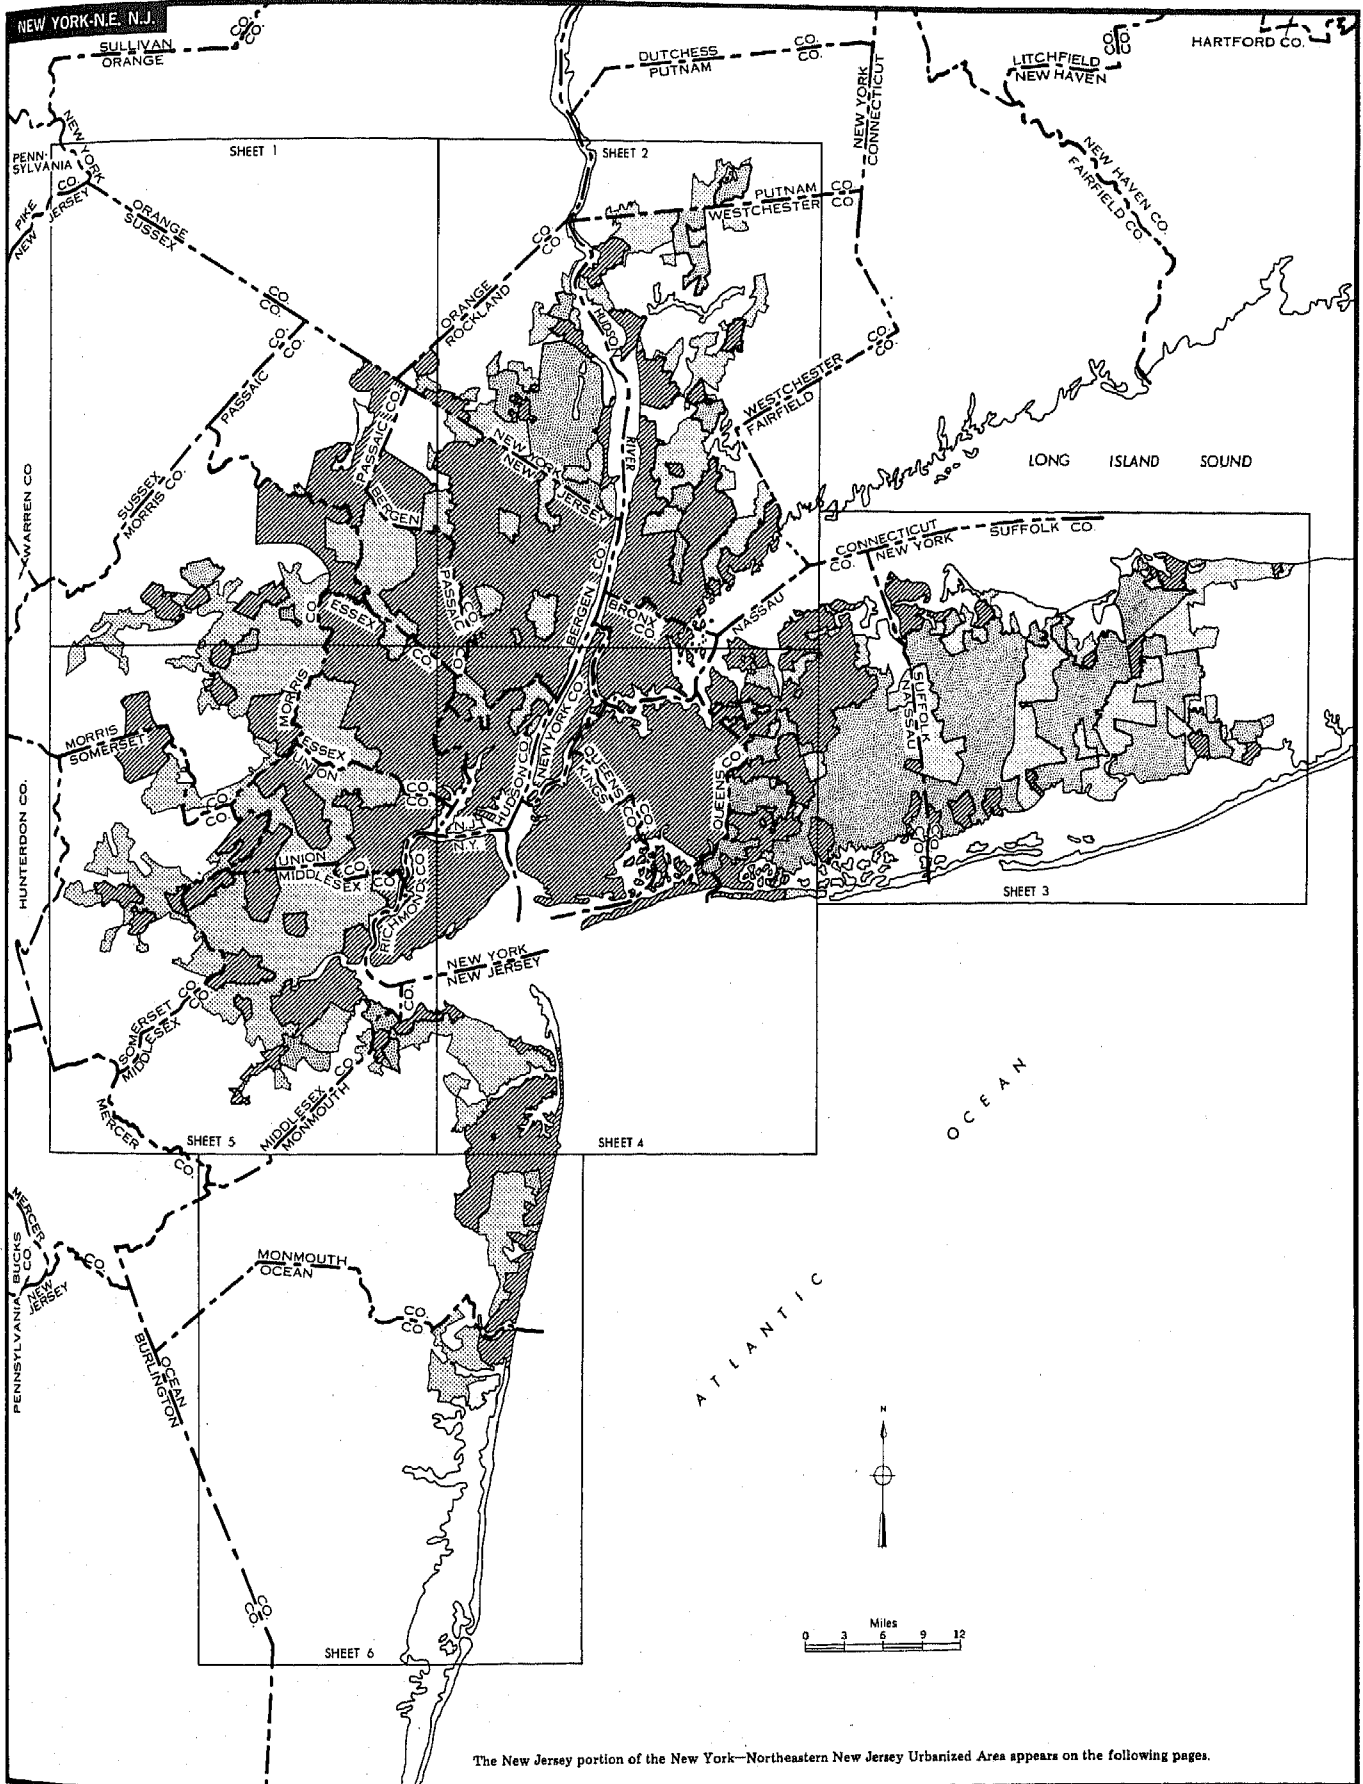 NEW YORK-N.E. N.J.
SULLIVAN CO.
ORANGE CO.
DUTCHESS CO.
PUTNAM CO.
NEW YORK
CONNECTICUT
LITCHFIELD CO.
NEW HAVEN CO.
HARTFORD CO.
NEW HAVEN CO.
FAIRFIELD CO.
PENN-
SYLVANIA
NEW YORK
PIKE CO.
NEW JERSEY
SHEET 1
SHEET 2
ORANGE CO.
SUSSEX CO.
PUTNAM CO.
WESTCHESTER CO.
ORANGE CO.
ROCKLAND CO.
HUDSON
RIVER
PASSAIC CO.
WESTCHESTER CO.
FAIRFIELD CO.
PASSAIC CO.
BERGEN
NEW YORK
NEW JERSEY
LONG ISLAND SOUND
WARREN CO
SUSSEX
MORRIS CO.
CONNECTICUT
NEW YORK
SUFFOLK CO.
CO.
PASSAIC CO.
BERGEN CO.
BRONX
CO.
NASSAU
CO.
ESSEX
CO.
CO.
MORRIS
SUFFOLK
NASSAU
CO.
CO.
MORRIS
SOMERSET
CO.
CO.
ESSEX
UNION
CO.
CO.
HUDSON CO.
NEW YORK CO.
QUEENS CO.
KINGS CO.
QUEENS CO.
HUNTERDON CO.
N.J.
N.Y.
UNION CO.
MIDDLESEX CO.
RICHMOND CO
SHEET 3
NEW YORK
NEW JERSEY
SOMERSET CO.
MIDDLESEX CO.
CO.
MIDDLESEX CO.
MONMOUTH
MERCER
CO.
SHEET 5
SHEET 4
ATLANTIC OCEAN
MERCER
CO.
CO.
PENNSYLVANIA BUCKS
NEW
JERSEY
MONMOUTH CO.
OCEAN CO.
OCEAN CO.
BURLINGTON CO.
N
Miles
0 3 6 9 12
SHEET 6
The New Jersey portion of the New York—Northeastern New Jersey Urbanized Area appears on the following pages.